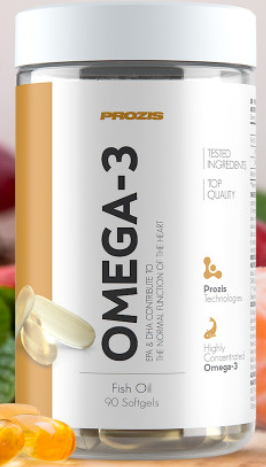 PROZIS
OMEGA-3
EPA & DHA CONTRIBUTE TO
THE NORMAL FUNCTION OF THE HEART
TESTED
INGREDIENTS
TOP
QUALITY
Prozis
Technologies
Highly
Concentrated
Omega-3
Fish Oil
90 Softgels